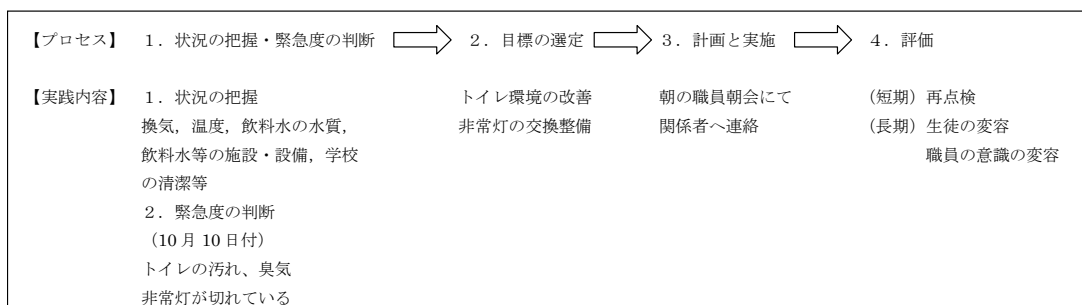 【プロセス】 1．状況の把握・緊急度の判断 2．目標の選定 3．計画と実施 4．評価
【実践内容】 1．状況の把握 トイレ環境の改善 朝の職員朝会にて （短期）再点検
換気，温度，飲料水の水質， 非常灯の交換整備 関係者へ連絡 （長期）生徒の変容
飲料水等の施設・設備，学校 職員の意識の変容
の清潔等
2．緊急度の判断
（10月10日付）
トイレの汚れ、臭気
非常灯が切れている